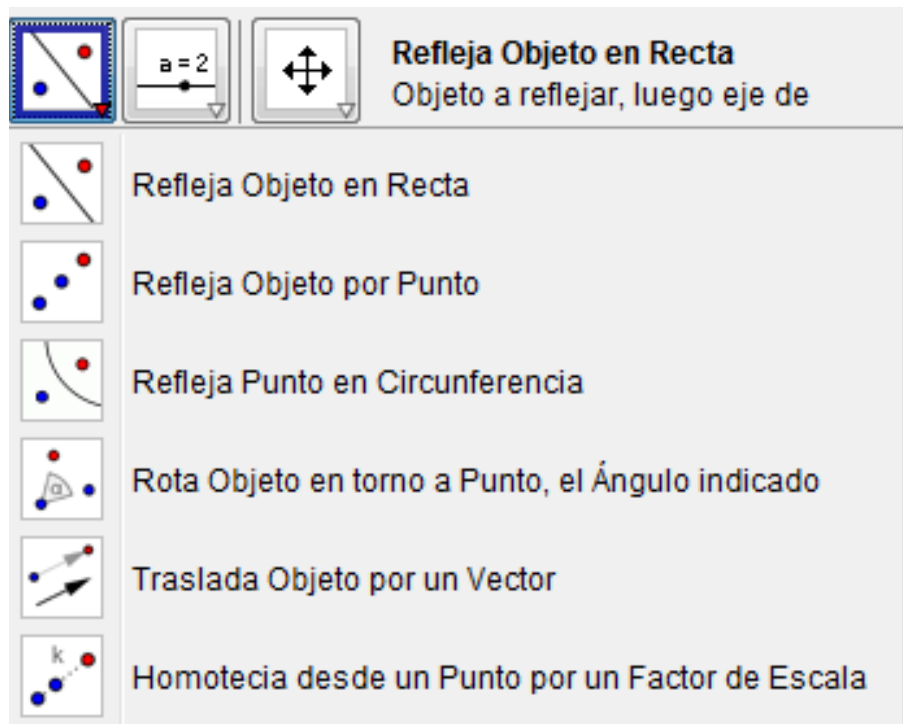 a = 2
Refleja Objeto en Recta
Objeto a reflejar, luego eje de
Refleja Objeto en Recta
Refleja Objeto por Punto
Refleja Punto en Circunferencia
α
Rota Objeto en torno a Punto, el Ángulo indicado
Traslada Objeto por un Vector
k
Homotecia desde un Punto por un Factor de Escala